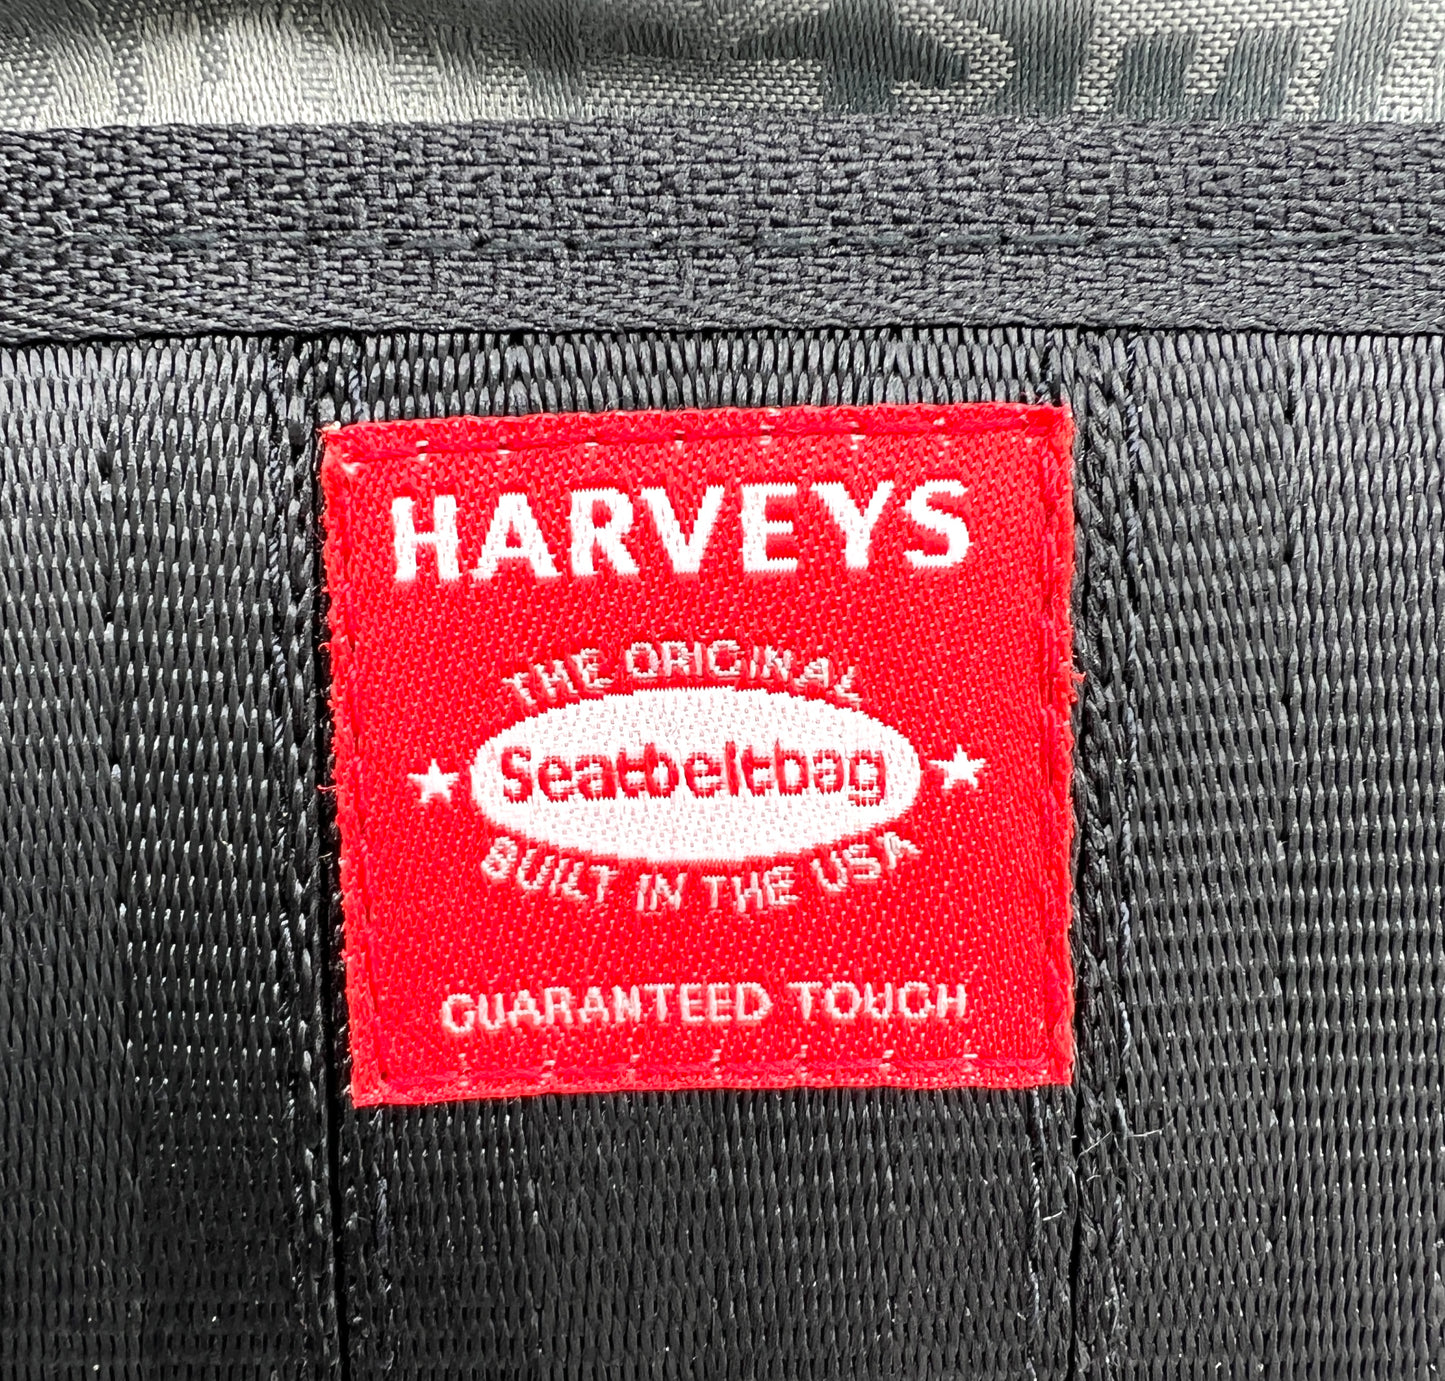 HARVEYS
THE ORIGINAL
Seatbeltbag
BUILT IN THE USA
GUARANTEED TOUGH